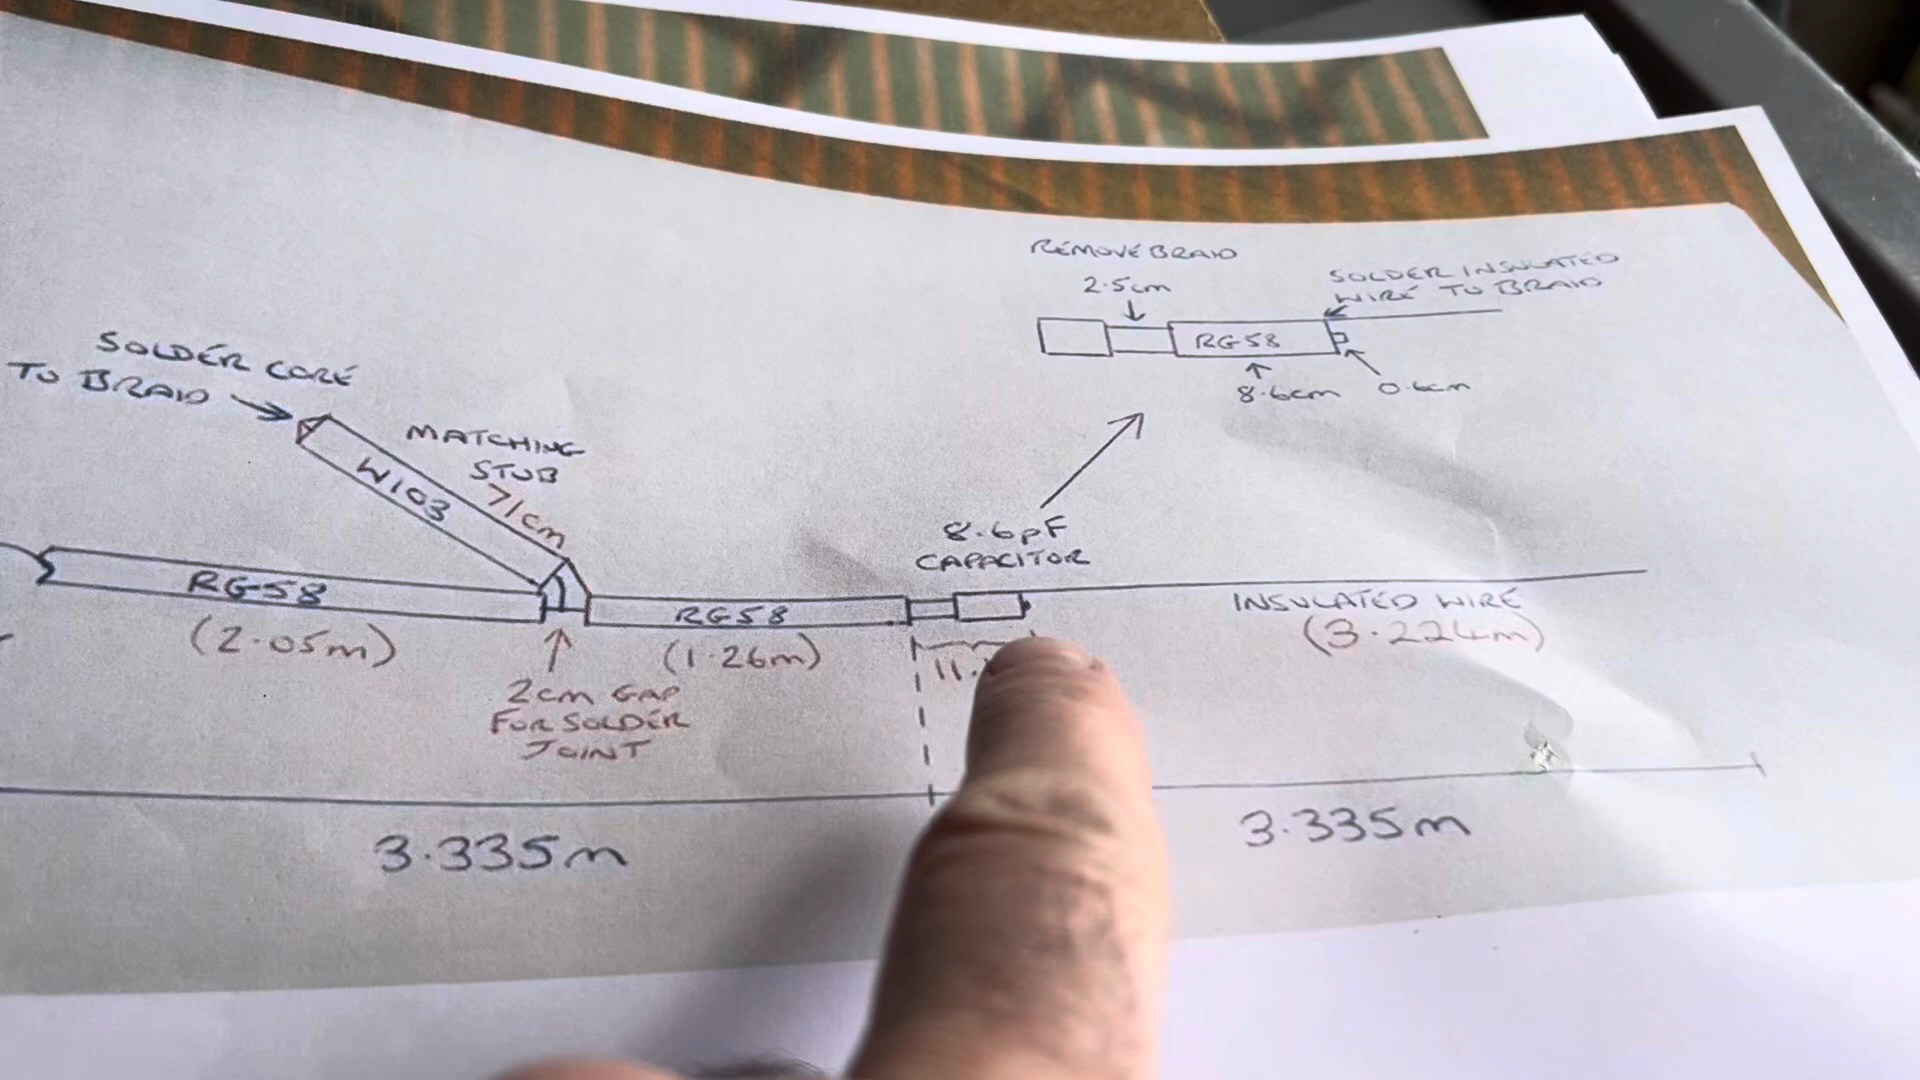 REMOVE BRAID
2.5cm
SOLDER INSULATED
WIRE TO BRAID
RG58
8.6cm
0.6cm
SOLDER CORE
TO BRAID
MATCHING
STUB
71cm
W103
8.6pF
CAPACITOR
RG58
(2.05m)
RG58
(1.26m)
INSULATED WIRE
(3.224m)
11.
2cm GAP
FOR SOLDER
JOINT
3.335m
3.335m